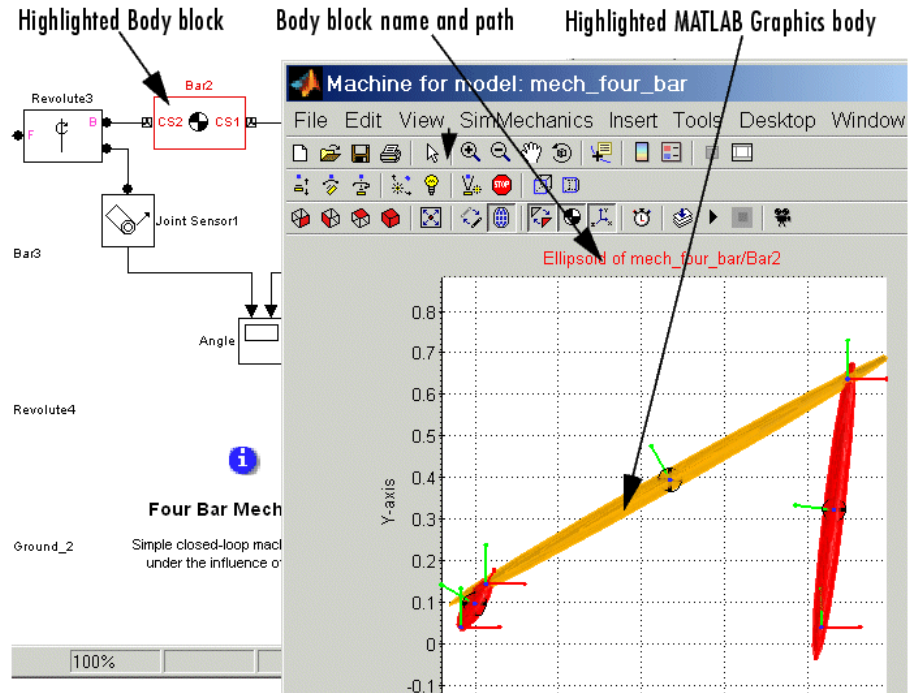 Highlighted Body block
Body block name and path
Highlighted MATLAB Graphics body
Bar2
Revolute3
F
B
CS2
CS1
Joint Sensor1
Bar3
Angle
Revolute4
Four Bar Mech
Ground_2
Simple closed-loop mac
under the influence o
100%
Machine for model: mech_four_bar
File Edit View SimMechanics Insert Tools Desktop Window
STOP
Ellipsoid of mech_four_bar/Bar2
0.8
0.7
0.6
0.5
0.4
0.3
0.2
0.1
0
-0.1
Y-axis